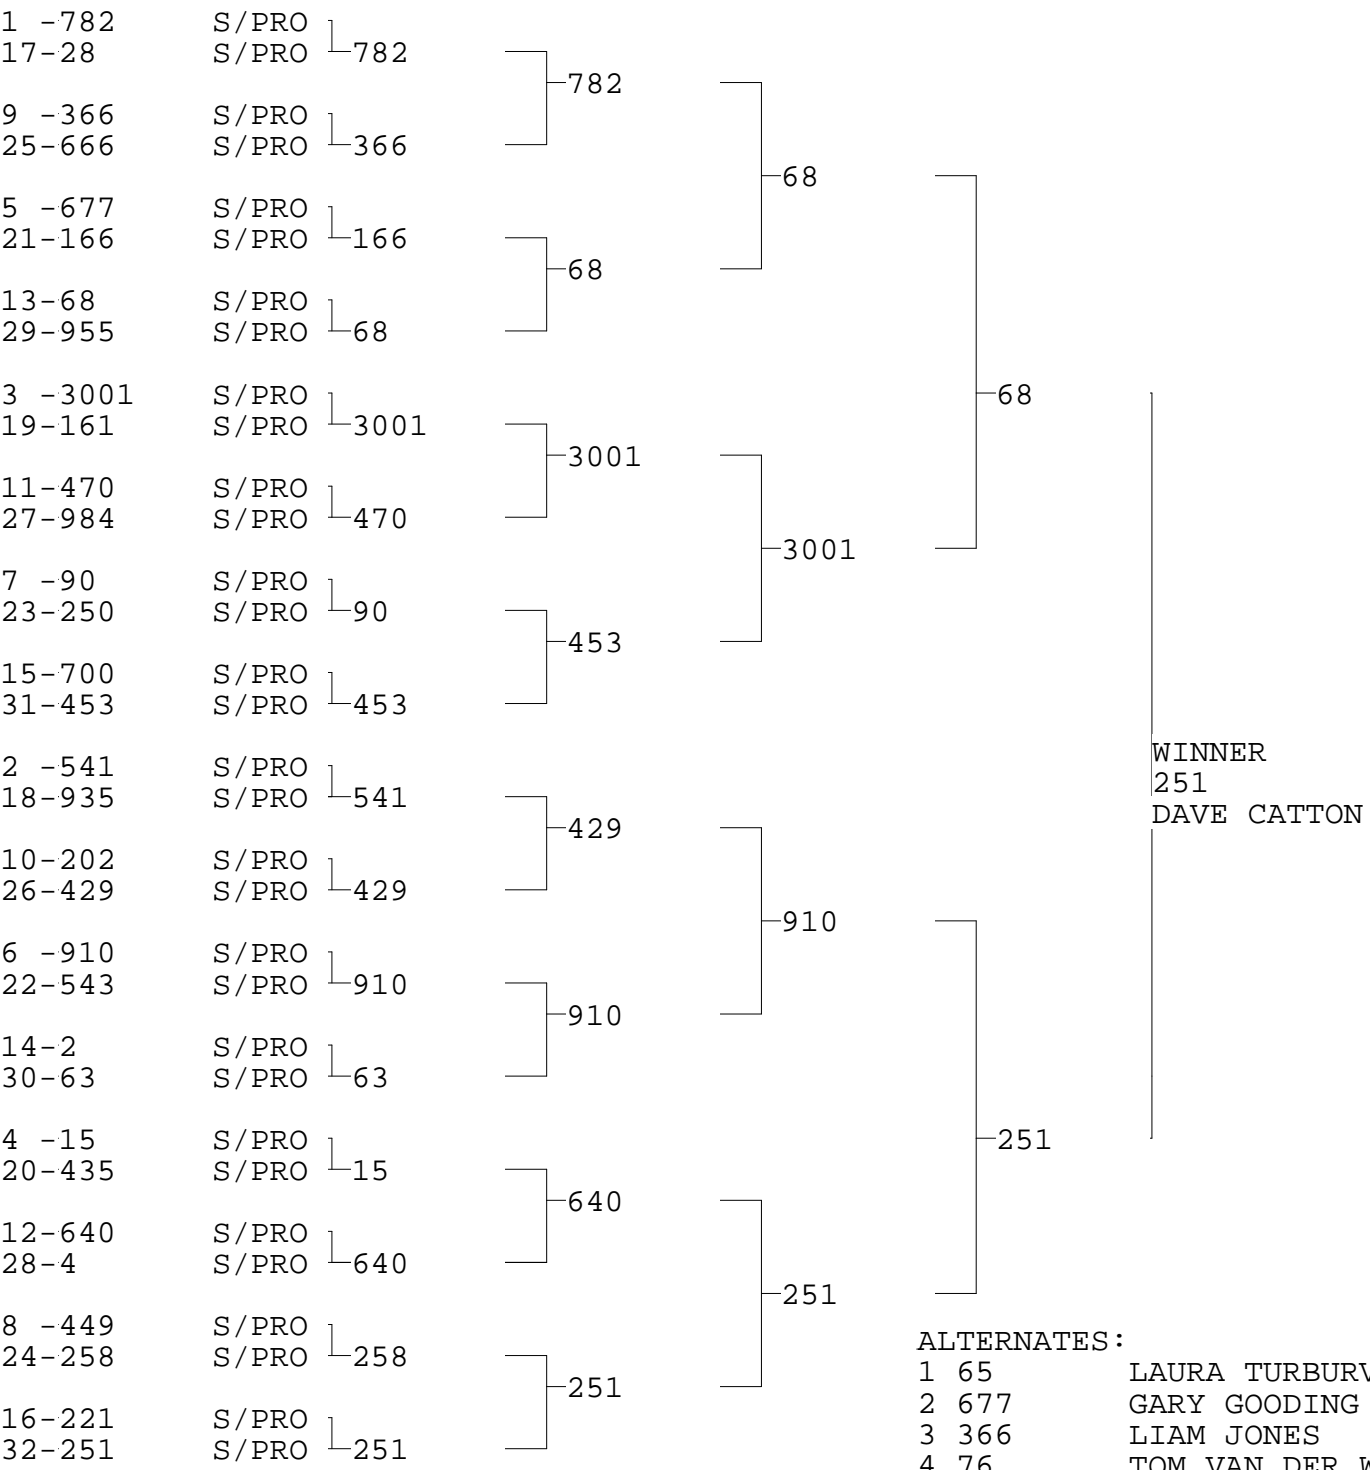 1 -782 S/PRO
17-28 S/PRO 782
782
9 -366 S/PRO
25-666 S/PRO 366
68
5 -677 S/PRO
21-166 S/PRO 166
68
13-68 S/PRO
29-955 S/PRO 68
3 -3001 S/PRO 68
19-161 S/PRO 3001
3001
11-470 S/PRO
27-984 S/PRO 470
3001
7 -90 S/PRO
23-250 S/PRO 90
453
15-700 S/PRO
31-453 S/PRO 453
WINNER
2 -541 S/PRO
251
18-935 S/PRO 541
DAVE CATTON
429
10-202 S/PRO
26-429 S/PRO 429
910
6 -910 S/PRO
22-543 S/PRO 910
910
14-2 S/PRO
30-63 S/PRO 63
4 -15 S/PRO 251
20-435 S/PRO 15
640
12-640 S/PRO
28-4 S/PRO 640
251
8 -449 S/PRO
24-258 S/PRO 258
251
16-221 S/PRO
32-251 S/PRO 251
ALTERNATES:
1 65 LAURA
2 677 GARY GOODING
3 366 LIAM JONES
4 76 TOM VAN DER